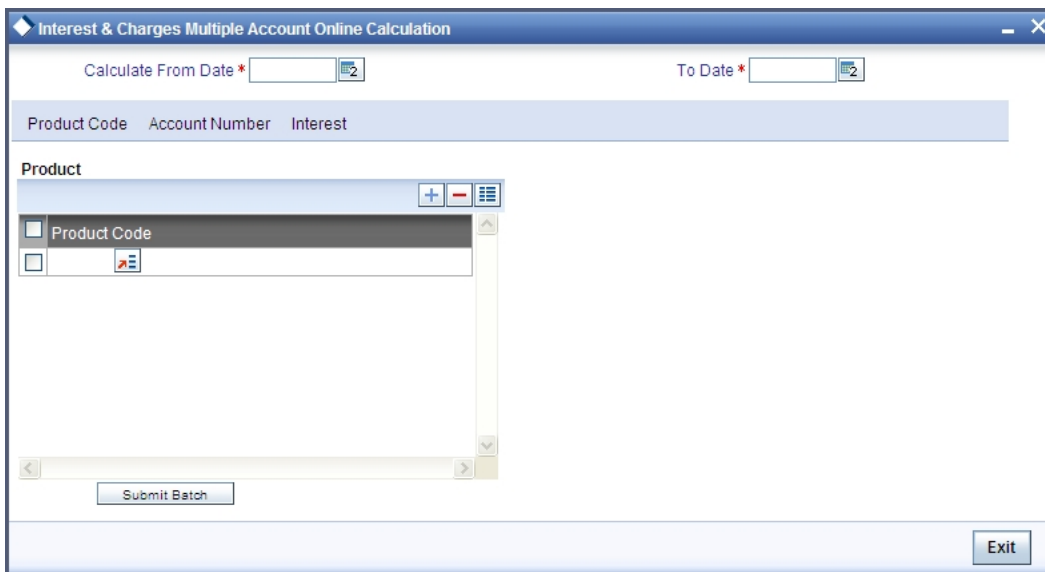 Interest & Charges Multiple Account Online Calculation
Calculate From Date * To Date *
Product Code Account Number Interest
Product
Product Code
Submit Batch
Exit